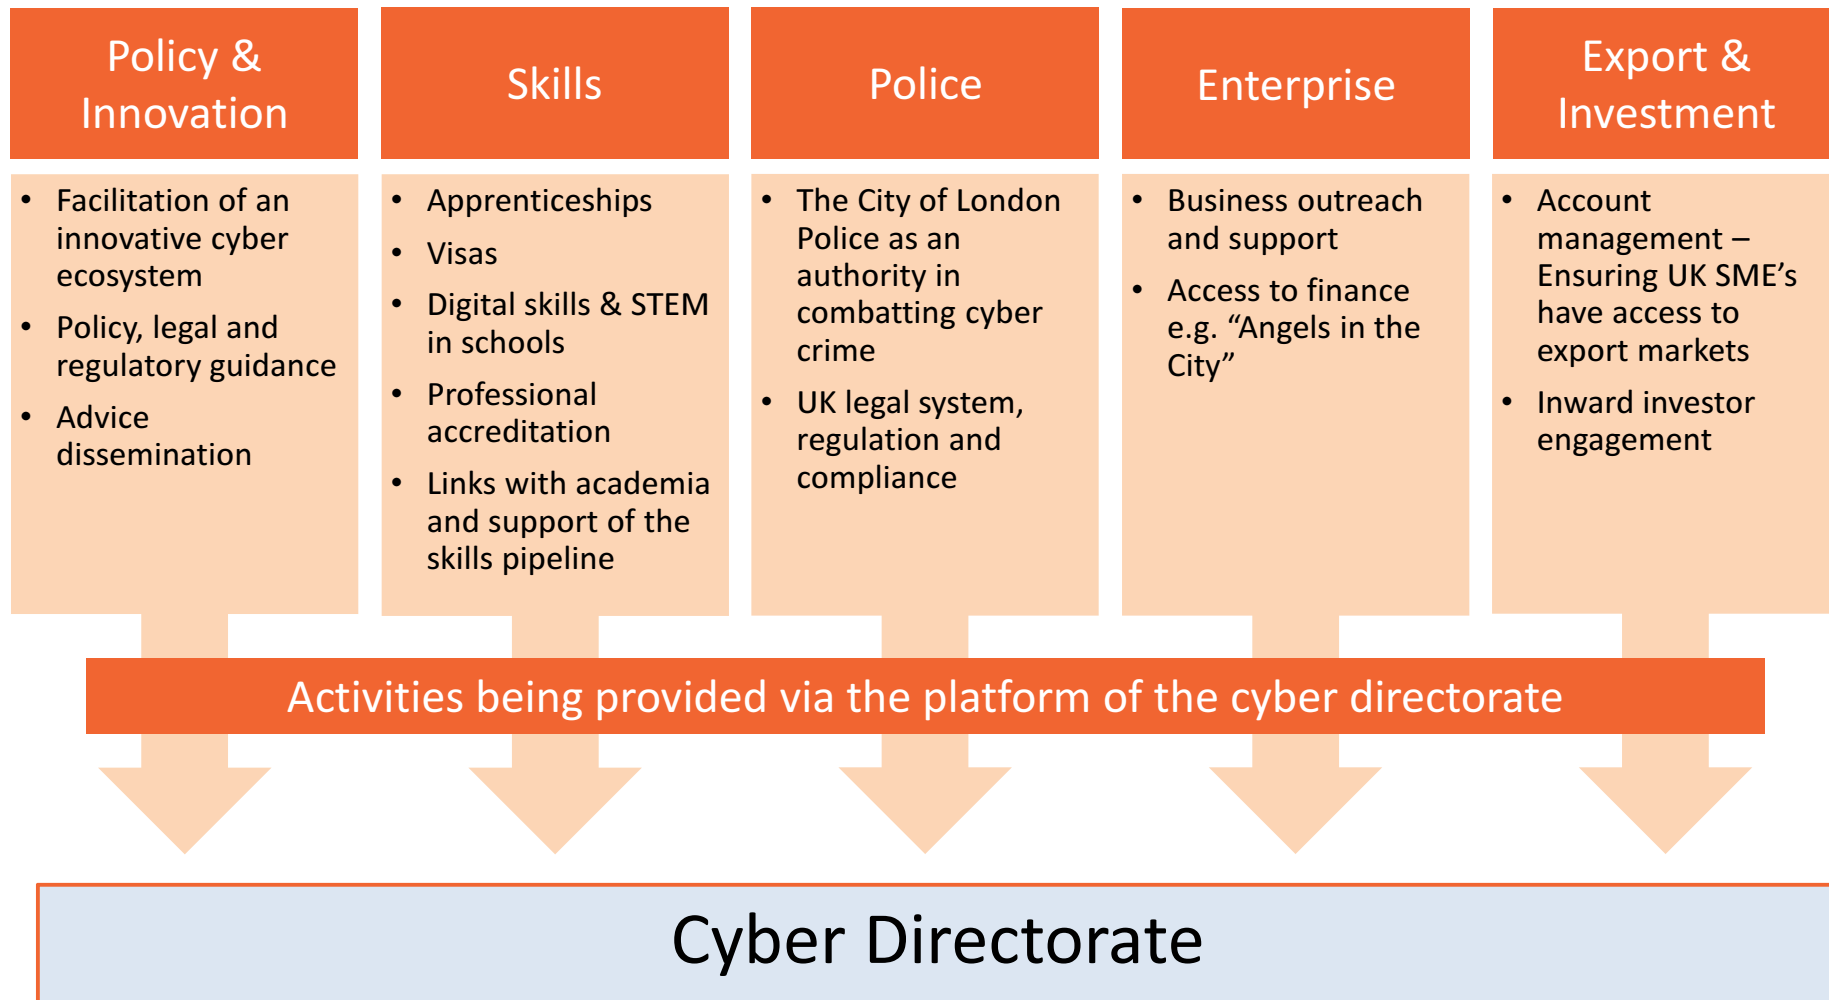 Policy &
Innovation
• Facilitation of an
innovative cyber
ecosystem
• Policy, legal and
regulatory guidance
• Advice
dissemination
Skills
• Apprenticeships
• Visas
• Digital skills & STEM
in schools
• Professional
accreditation
• Links with academia
and support of the
skills pipeline
Police
• The City of London
Police as an
authority in
combatting cyber
crime
• UK legal system,
regulation and
compliance
Enterprise
• Business outreach
and support
• Access to finance
e.g. “Angels in the
City”
Export &
Investment
• Account
management –
Ensuring UK SME’s
have access to
export markets
• Inward investor
engagement
Activities being provided via the platform of the cyber directorate
Cyber Directorate